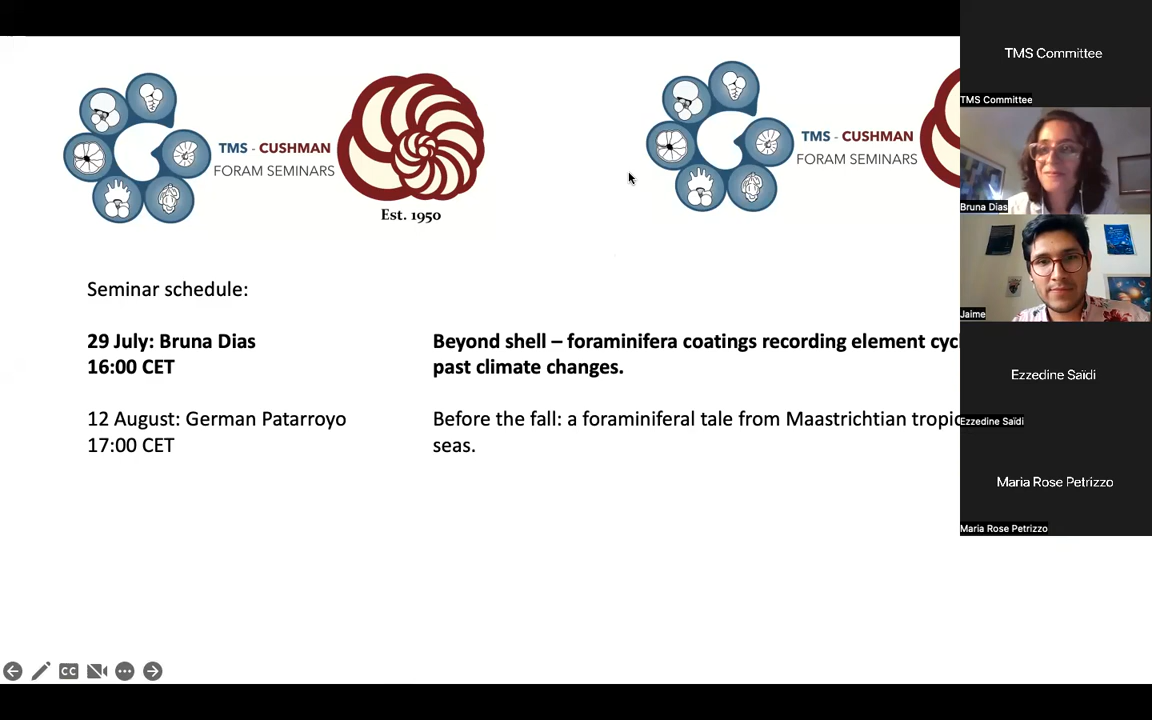 TMS - CUSHMAN
FORAM SEMINARS
Est. 1950
TMS - CUSHMAN
FORAM SEMINARS
Seminar schedule:
29 July: Bruna Dias
16:00 CET
Beyond shell – foraminifera coatings recording element
past climate changes.
12 August: German Patarroyo
17:00 CET
Before the fall: a foraminiferal tale from Maastrichtian
seas.
CC
TMS Committee
TMS Committee
Bruna Dias
Jaime
Ezzedine Saïdi
Ezzedine Saïdi
Maria Rose Petrizzo
Maria Rose Petrizzo